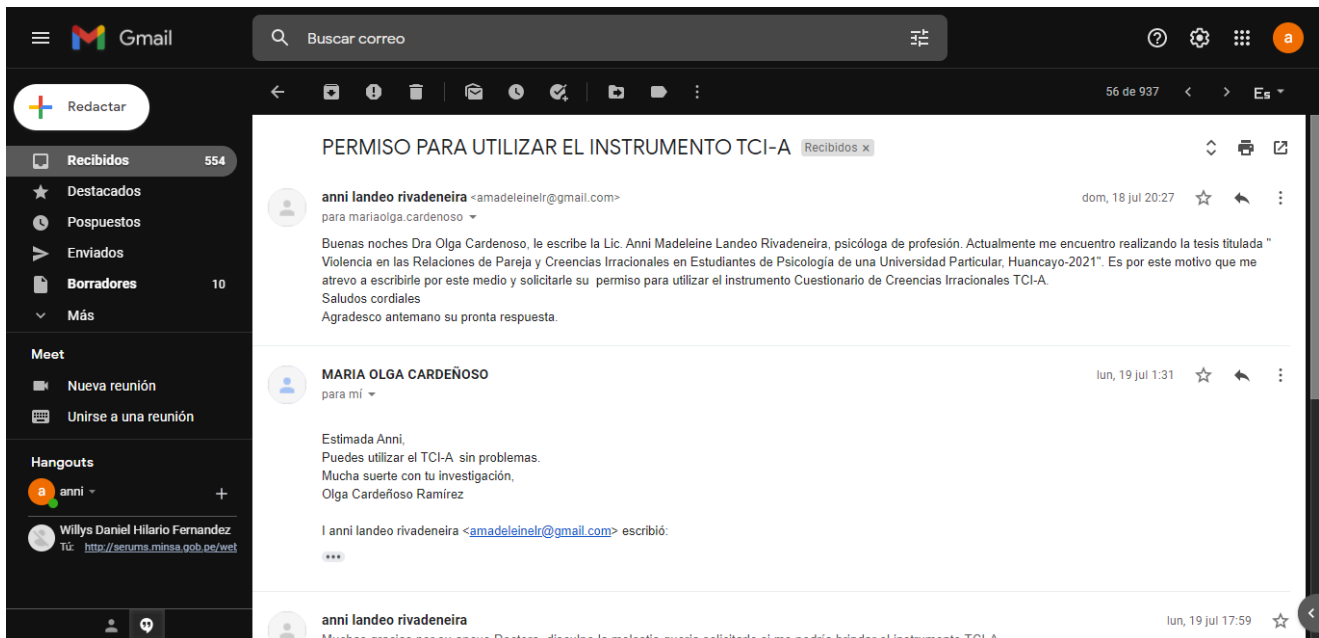 Gmail
Buscar correo
a
Redactar
56 de 937
Es
Recibidos 554
Destacados
Pospuestos
Enviados
Borradores 10
Más
Meet
Nueva reunión
Unirse a una reunión
Hangouts
a anni
Willys Daniel Hilario Fernandez
Tú: http://serums.minsa.gob.pe/wet
PERMISO PARA UTILIZAR EL INSTRUMENTO TCI-A Recibidos x
anni landeo rivadeneira <amadeleinelr@gmail.com> dom, 18 jul 20:27
para mariaolga.cardenoso
Buenas noches Dra Olga Cardenoso, le escribe la Lic. Anni Madeleine Landeo Rivadeneira, psicóloga de profesión. Actualmente me encuentro realizando la tesis titulada "
Violencia en las Relaciones de Pareja y Creencias Irracionales en Estudiantes de Psicología de una Universidad Particular, Huancayo-2021". Es por este motivo que me
atrevo a escribirle por este medio y solicitarle su permiso para utilizar el instrumento Cuestionario de Creencias Irracionales TCI-A.
Saludos cordiales
Agradesco antemano su pronta respuesta.
MARIA OLGA CARDEÑOSO lun, 19 jul 1:31
para mí
Estimada Anni,
Puedes utilizar el TCI-A sin problemas.
Mucha suerte con tu investigación,
Olga Cardeñoso Ramírez
I anni landeo rivadeneira <amadeleinelr@gmail.com> escribió:
anni landeo rivadeneira lun, 19 jul 17:59